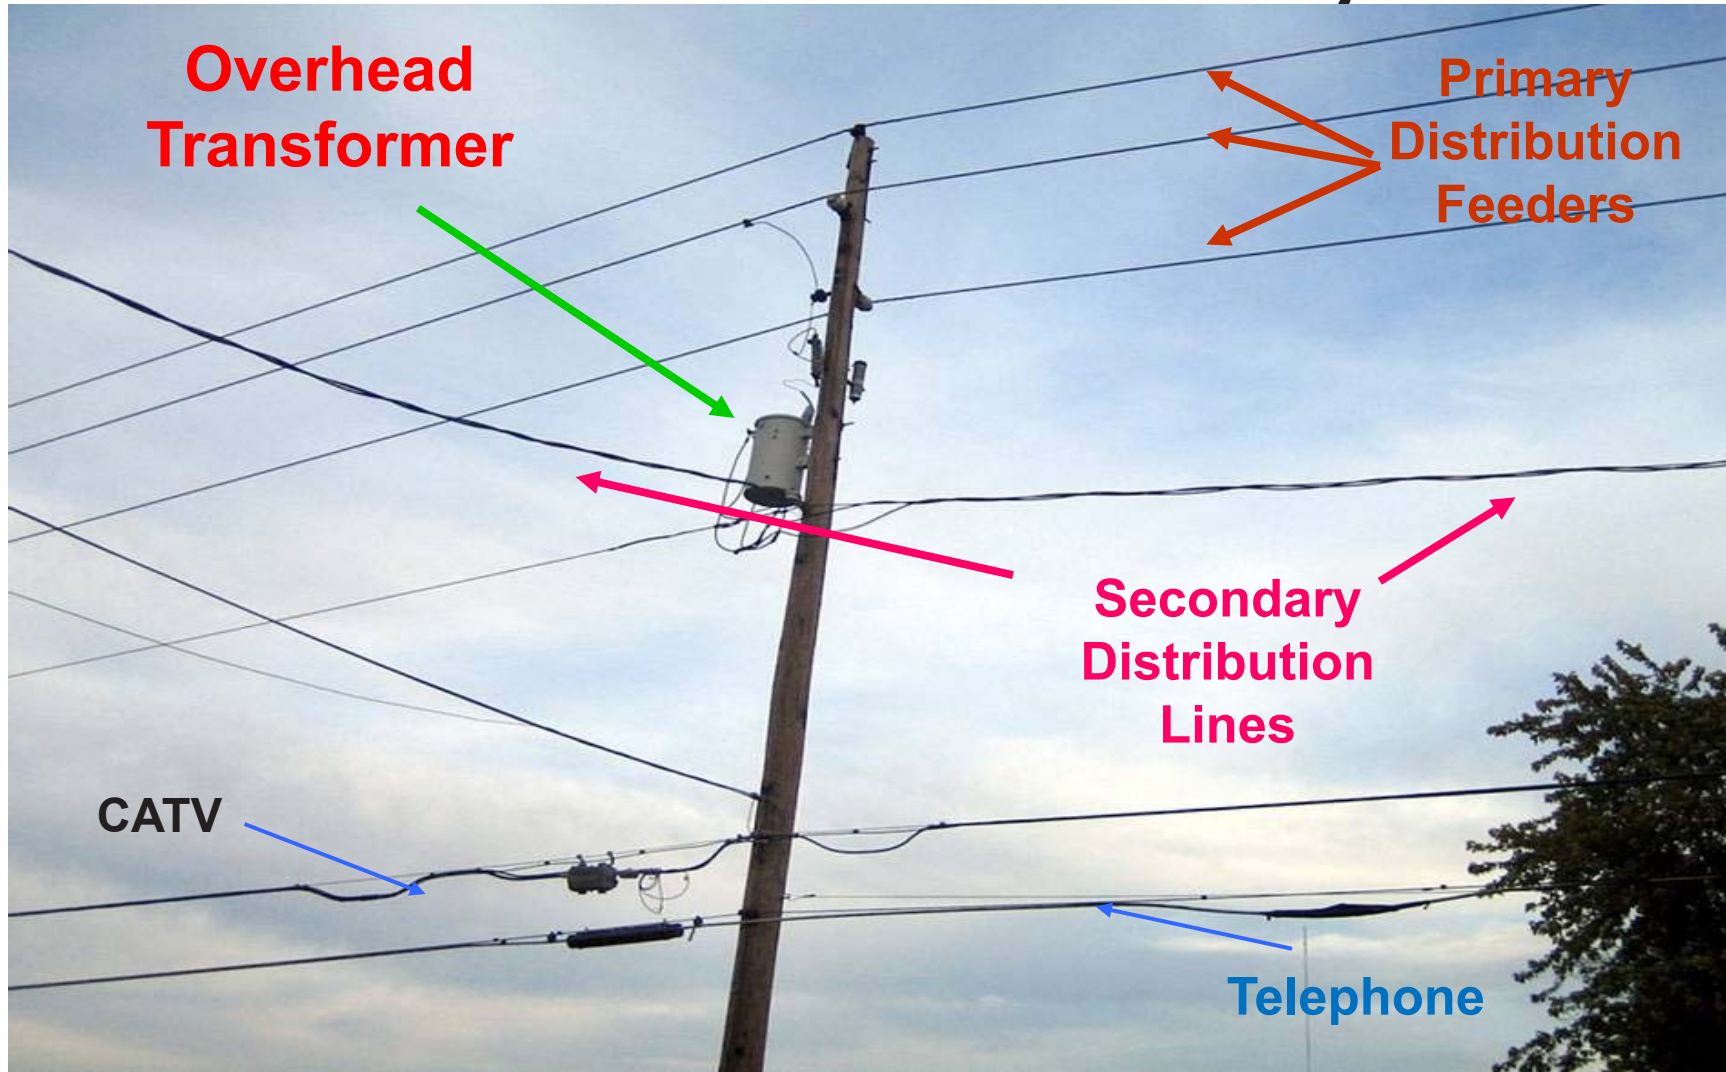 Overhead
Transformer
Primary
Distribution
Feeders
Secondary
Distribution
Lines
CATV
Telephone